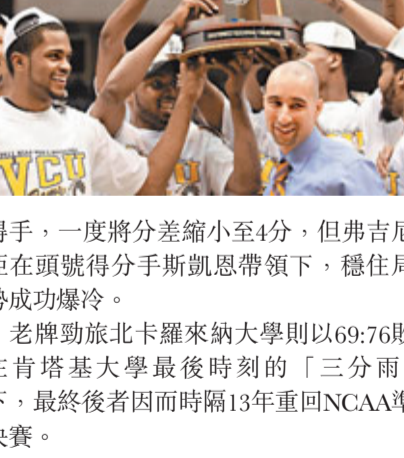 VCU
得手，一度將分差縮小至4分，但弗吉尼
在頭號得分手斯凱恩帶領下，穩住局
勢成功爆冷。
老牌勁旅北卡羅來納大學則以69:76敗
在肯塔基大學最後時刻的「三分雨
下，最終後者因而時隔13年重回NCAA準
決賽。